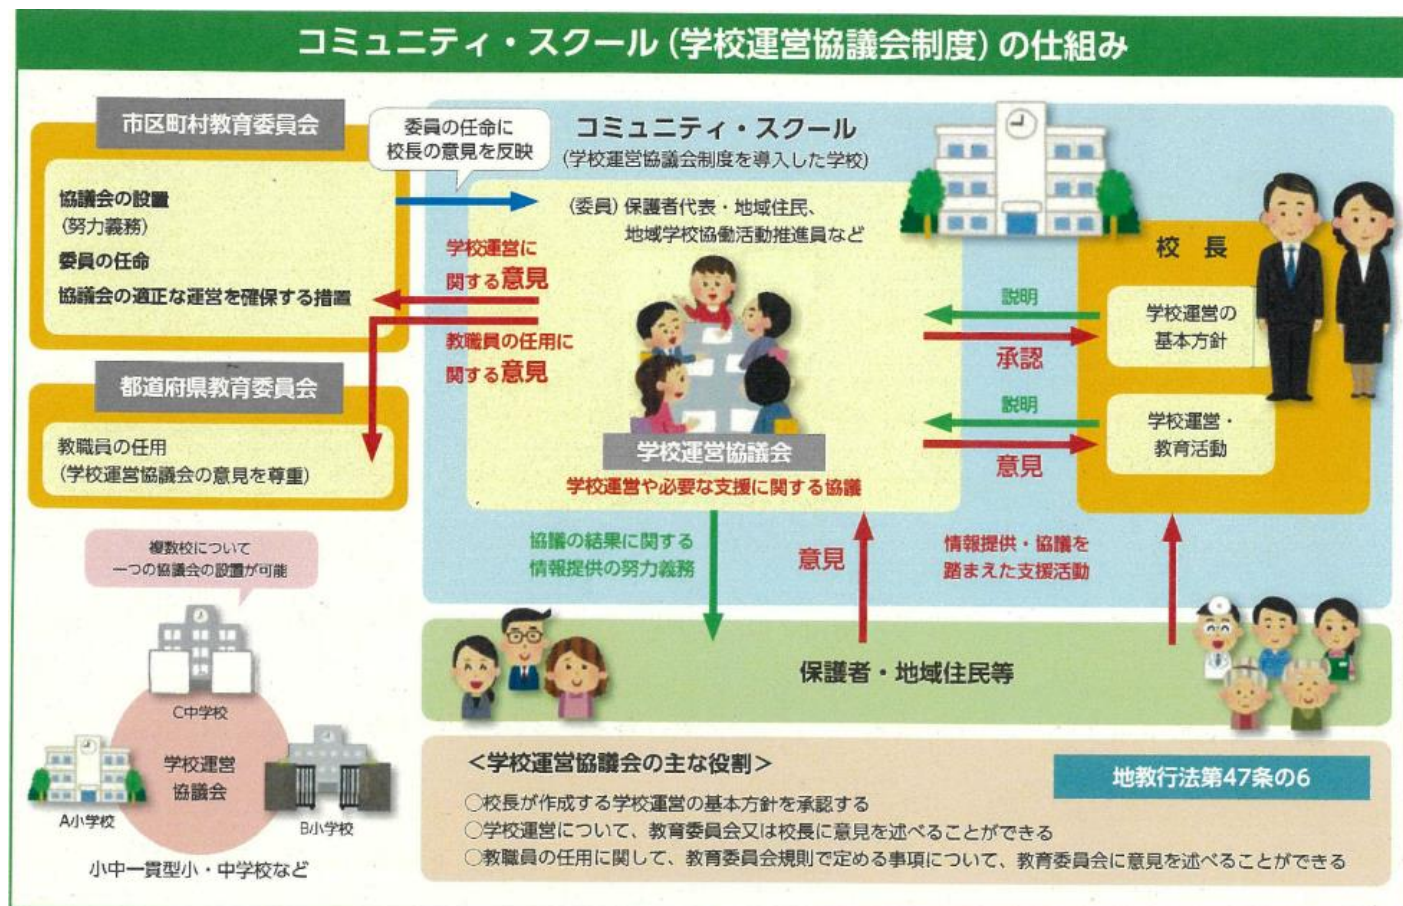 コミュニティ・スクール(学校運営協議会制度)の仕組み
市区町村教育委員会
協議会の設置
(努力義務)
委員の任命
協議会の適正な運営を確保する措置
委員の任命に
校長の意見を反映
コミュニティ・スクール
(学校運営協議会制度を導入した学校)
(委員)保護者代表・地域住民、
地域学校協働活動推進員など
学校運営に
関する意見
教職員の任用に
関する意見
都道府県教育委員会
教職員の任用
(学校運営協議会の意見を尊重)
学校運営協議会
学校運営や必要な支援に関する協議
校 長
説明
承認
学校運営の
基本方針
説明
意見
学校運営・
教育活動
協議の結果に関する
情報提供の努力義務
意見
情報提供・協議を
踏まえた支援活動
保護者・地域住民等
複数校について
一つの協議会の設置が可能
C中学校
学校運営
協議会
A小学校
B小学校
小中一貫型小・中学校など
<学校運営協議会の主な役割>
地教行法第47条の6
○校長が作成する学校運営の基本方針を承認する
○学校運営について、教育委員会又は校長に意見を述べることができる
○教職員の任用に関して、教育委員会規則で定める事項について、教育委員会に意見を述べることができる